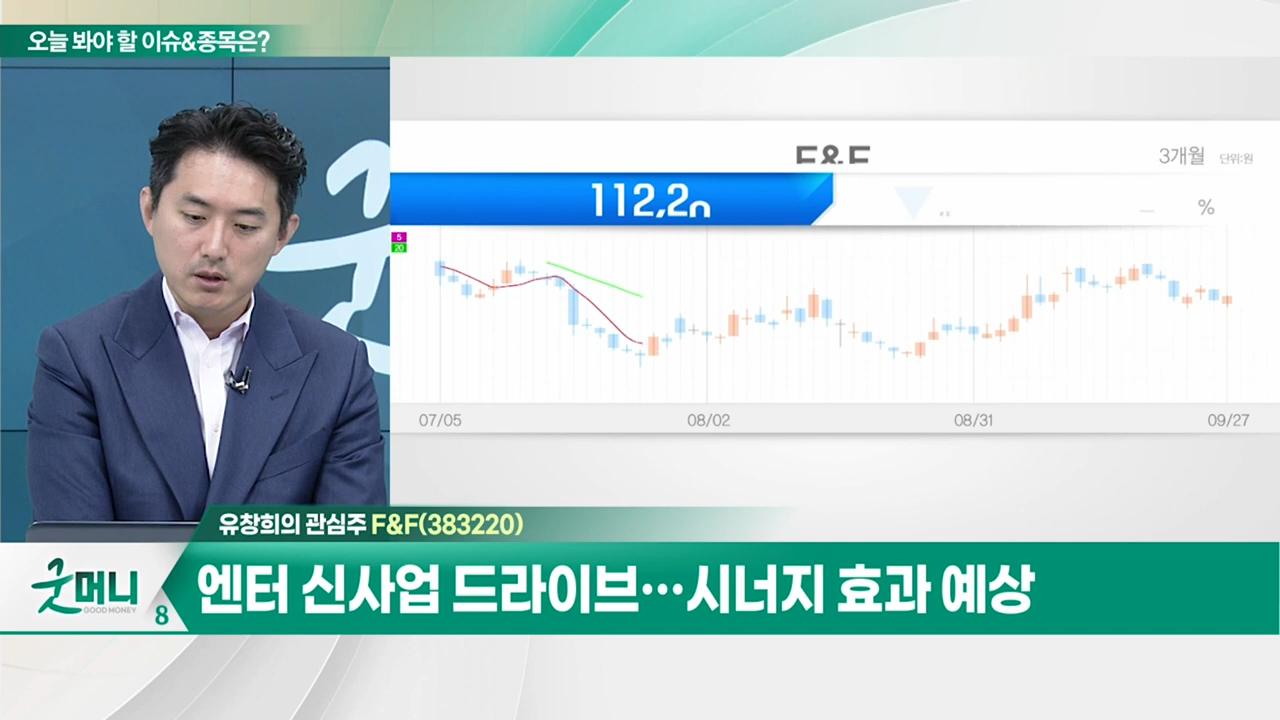 오늘 봐야 할 이슈&종목은?
F&F
3개월 단위:원
112,2
%
5
20
07/05 08/02 08/31 09/27
유창희의 관심주 F&F(383220)
굿머니
GOOD MONEY
8
엔터 신사업 드라이브…시너지 효과 예상